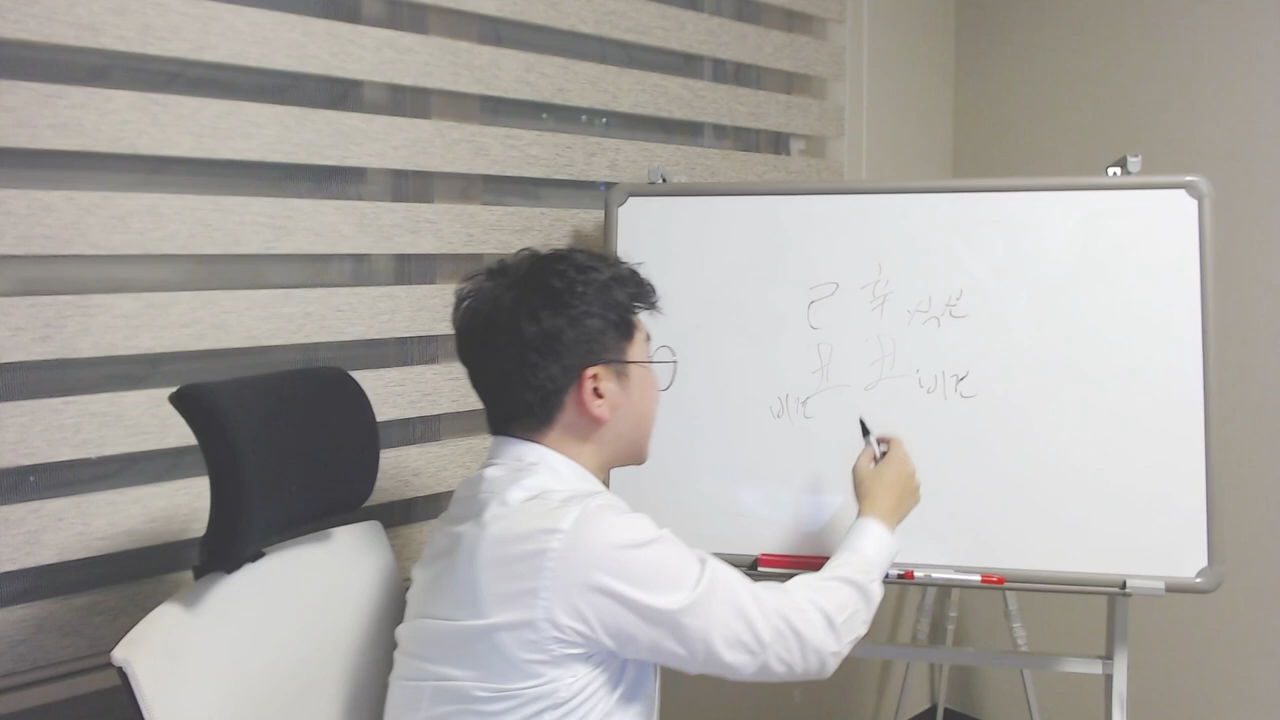 己 辛 식신
丑 丑 비견
비견